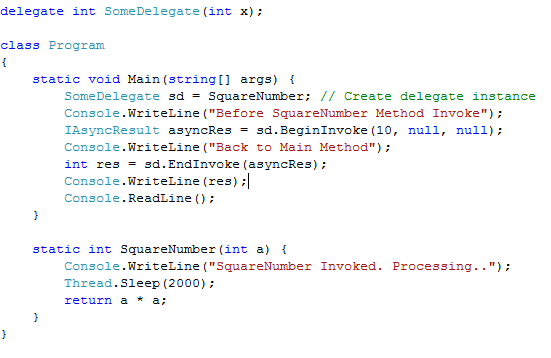 delegate int SomeDelegate(int x);
class Program
{
static void Main(string[] args) {
SomeDelegate sd = SquareNumber; // Create delegate instance
Console.WriteLine("Before SquareNumber Method Invoke");
IAsyncResult asyncRes = sd.BeginInvoke(10, null, null);
Console.WriteLine("Back to Main Method");
int res = sd.EndInvoke(asyncRes);
Console.WriteLine(res);
Console.ReadLine();
}
static int SquareNumber(int a) {
Console.WriteLine("SquareNumber Invoked. Processing..");
Thread.Sleep(2000);
return a * a;
}
}